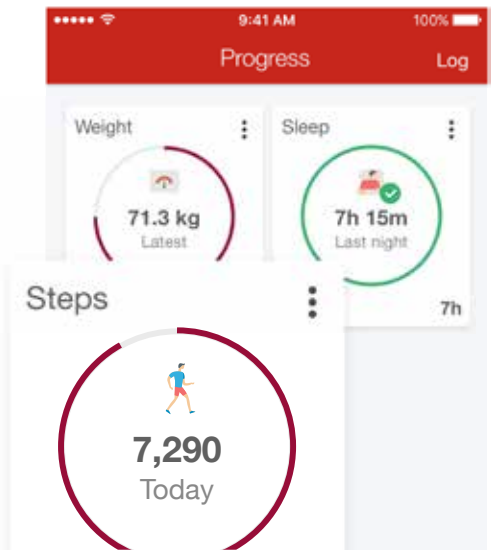 9:41 AM 100%
Progress Log
Weight Sleep
71.3 kg 7h 15m
Latest Last night
7h
Steps
7,290
Today